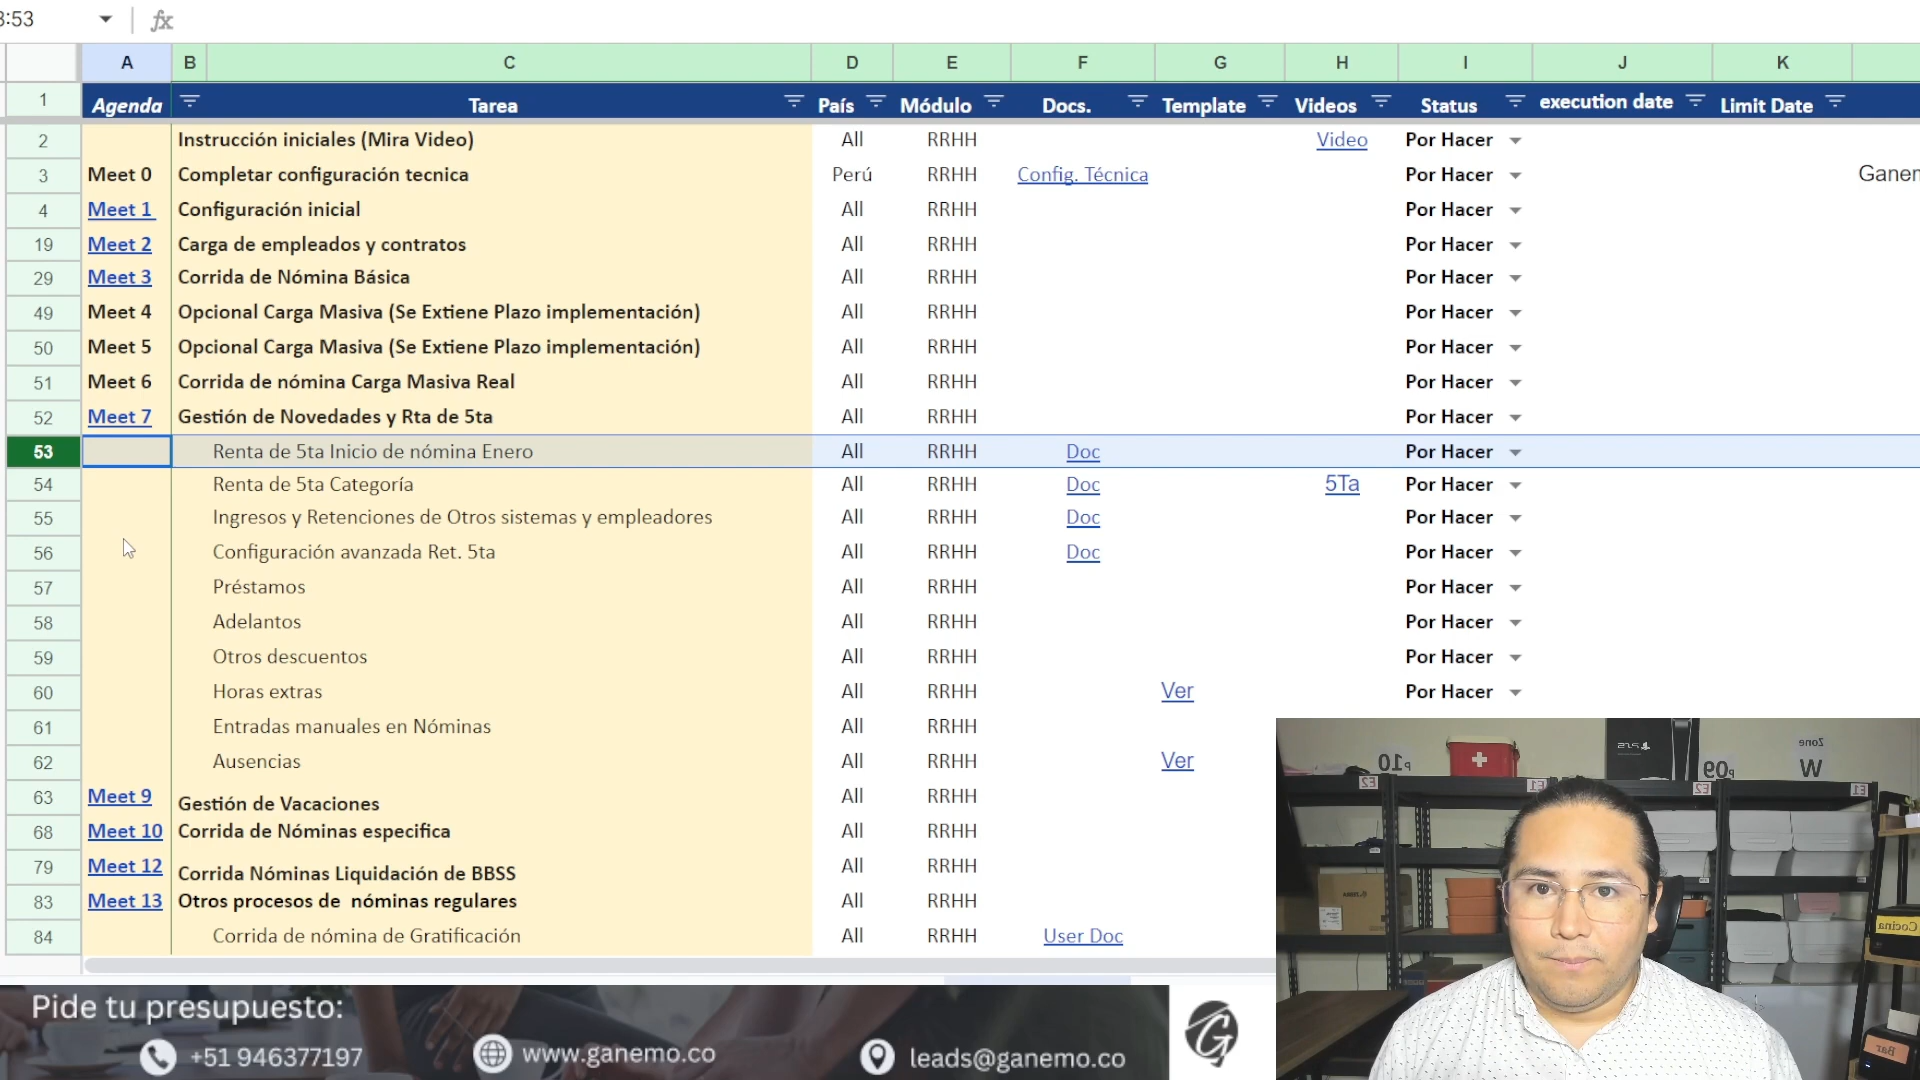 3:53 fx
A B C D E F G H I J K
1 Agenda Tarea País Módulo Docs. Template Videos Status execution date Limit Date
2 Instrucción iniciales (Mira Video) All RRHH Video Por Hacer
3 Meet 0 Completar configuración tecnica Perú RRHH Config. Técnica Por Hacer Ganem
4 Meet 1 Configuración inicial All RRHH Por Hacer
19 Meet 2 Carga de empleados y contratos All RRHH Por Hacer
29 Meet 3 Corrida de Nómina Básica All RRHH Por Hacer
49 Meet 4 Opcional Carga Masiva (Se Extiene Plazo implementación) All RRHH Por Hacer
50 Meet 5 Opcional Carga Masiva (Se Extiene Plazo implementación) All RRHH Por Hacer
51 Meet 6 Corrida de nómina Carga Masiva Real All RRHH Por Hacer
52 Meet 7 Gestión de Novedades y Rta de 5ta All RRHH Por Hacer
53 Renta de 5ta Inicio de nómina Enero All RRHH Doc Por Hacer
54 Renta de 5ta Categoría All RRHH Doc 5Ta Por Hacer
55 Ingresos y Retenciones de Otros sistemas y empleadores All RRHH Doc Por Hacer
56 Configuración avanzada Ret. 5ta All RRHH Doc Por Hacer
57 Préstamos All RRHH Por Hacer
58 Adelantos All RRHH Por Hacer
59 Otros descuentos All RRHH Por Hacer
60 Horas extras All RRHH Ver Por Hacer
61 Entradas manuales en Nóminas All RRHH
62 Ausencias All RRHH Ver
63 Meet 9 Gestión de Vacaciones All RRHH
68 Meet 10 Corrida de Nóminas especifica All RRHH
79 Meet 12 Corrida Nóminas Liquidación de BBSS All RRHH
83 Meet 13 Otros procesos de nóminas regulares All RRHH
84 Corrida de nómina de Gratificación All RRHH User Doc
PS5
Zone
W
P10
P09
E2
E1
E2
E1
Cocina
Bar
Pide tu presupuesto:
+51 946377197 www.ganemo.co leads@ganemo.co
G